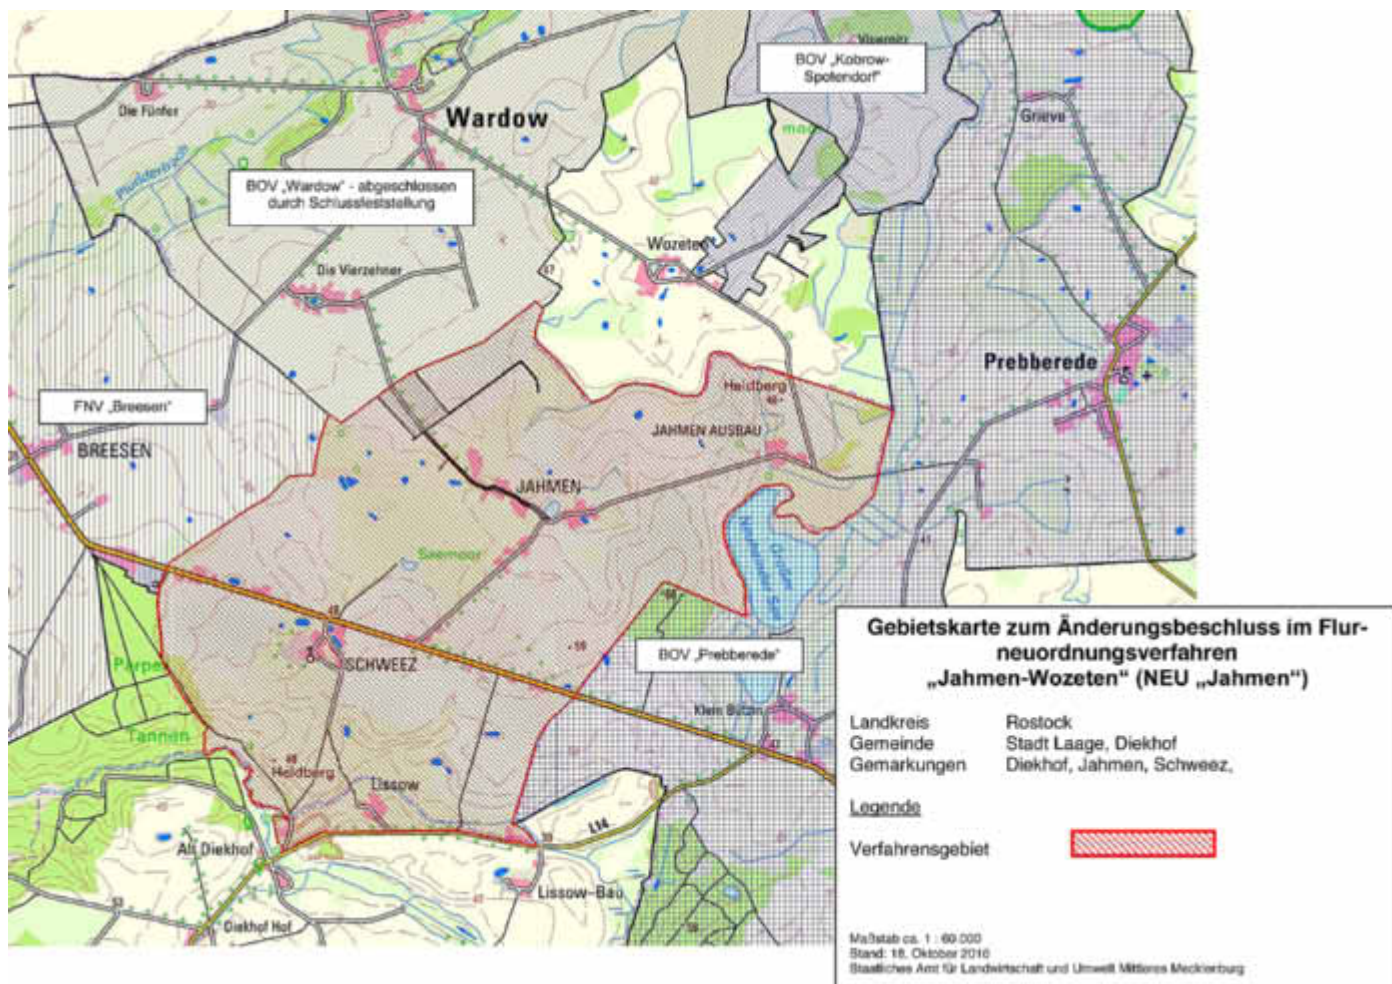 Wardow
BOV „Kobrow-
Spotendorf"
Die Fünfer
Grieve
BOV „Wardow" - abgeschlossen
durch Schlussfeststellung
Wozeten
67
Die Vierzehner
Prebberede
Heidberg
FNV „Breesen"
BREESEN
JAHMEN AUSBAU
JAHMEN
Seemoor
SCHWEEZ
BOV „Prebberede"
59
Klein Bützin
Tannen
Heidberg
Lissow
L14
Alt Diekhof
Lissow-Bau
Diekhof Hof
Gebietskarte zum Änderungsbeschluss im Flur-
neuordnungsverfahren
„Jahmen-Wozeten" (NEU „Jahmen")
Landkreis Rostock
Gemeinde Stadt Laage, Diekhof
Gemarkungen Diekhof, Jahmen, Schweez,
Legende
Verfahrensgebiet
Maßstab ca. 1 : 60 000
Stand: 18. Oktober 2016
Staatliches Amt für Landwirtschaft und Umwelt Mittleres Mecklenburg